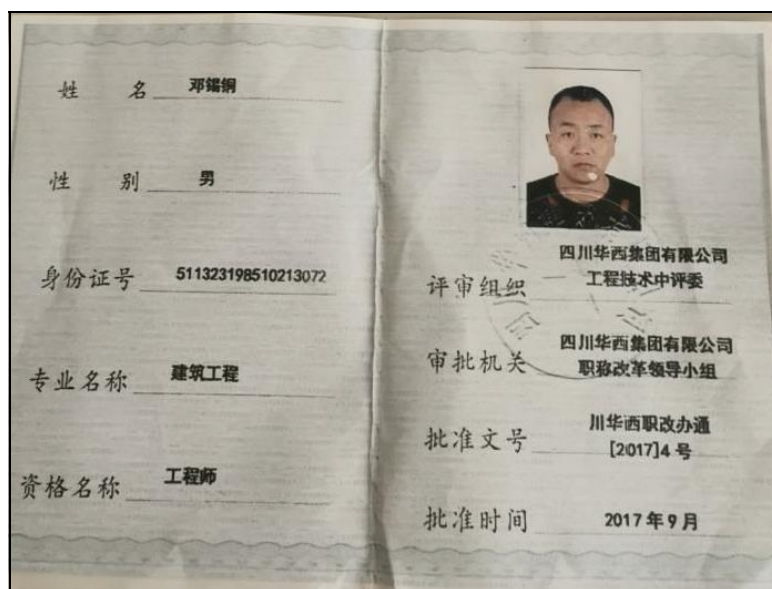 姓名 邓锡铜
性别 男
身份证号 511323198510213072
专业名称 建筑工程
资格名称 工程师
四川华西集团有限公司
评审组织 工程技术中评委
四川华西集团有限公司
审批机关 职称改革领导小组
川华西职改办通
批准文号 [2017]4号
批准时间 2017年9月